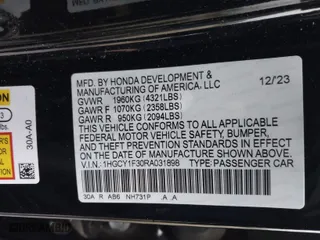 MFD. BY HONDA DEVELOPMENT &
MANUFACTURING OF AMERICA, LLC
12/23
GVWR 1960KG (4321LBS)
GAWR F 1070KG (2358LBS)
GAWR R 950KG (2094LBS)
THIS VEHICLE CONFORMS TO ALL APPLICABLE
FEDERAL MOTOR VEHICLE SAFETY, BUMPER,
AND THEFT PREVENTION STANDARDS IN EFFECT
ON THE DATE OF MANUFACTURE SHOWN ABOVE.
V.I.N.: 1HGCY1F30RA031898 TYPE:PASSENGER CAR
30A R AB6 NH731P A A
30A-A0
3
lbs.